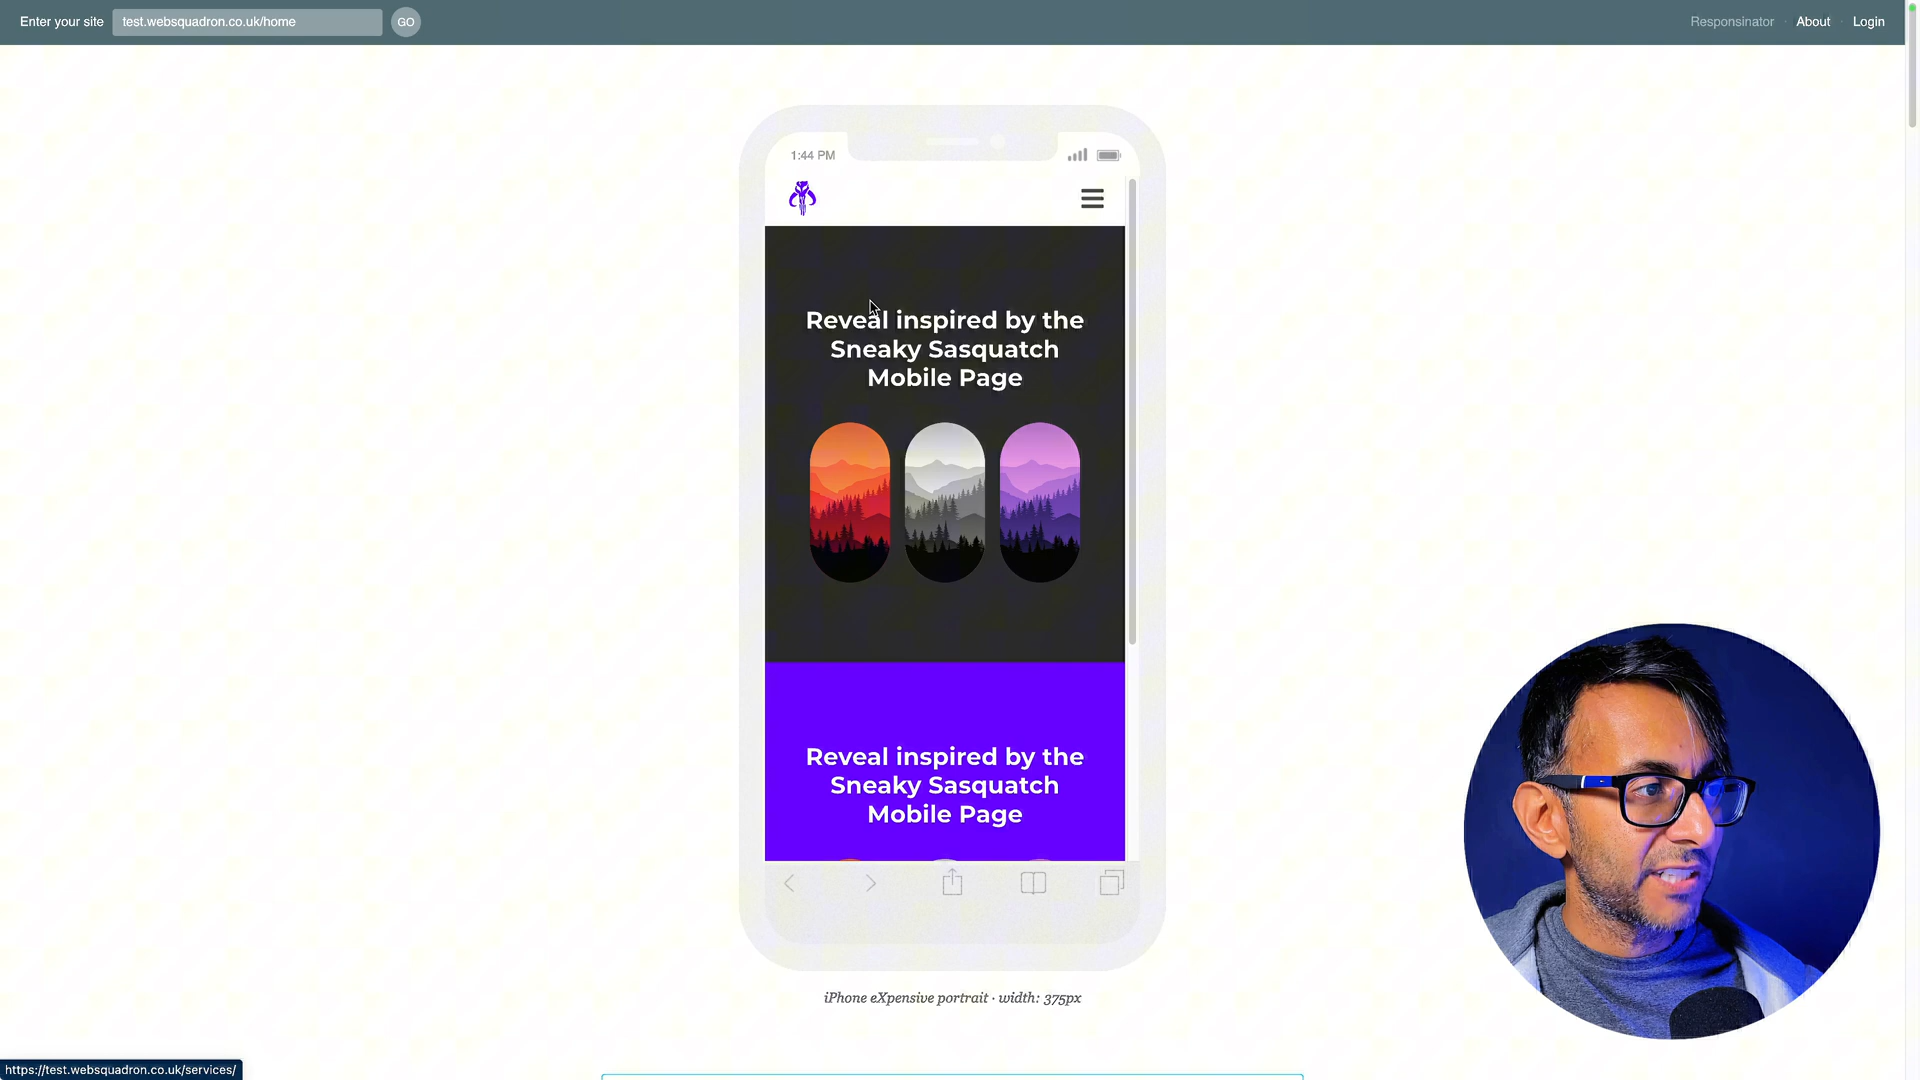 Enter your site
test.websquadron.co.uk/home
GO
Responsinator · About Login
1:44 PM
Reveal inspired by the
Sneaky Sasquatch
Mobile Page
Reveal inspired by the
Sneaky Sasquatch
Mobile Page
iPhone eXpensive portrait · width: 375px
https://test.websquadron.co.uk/services/